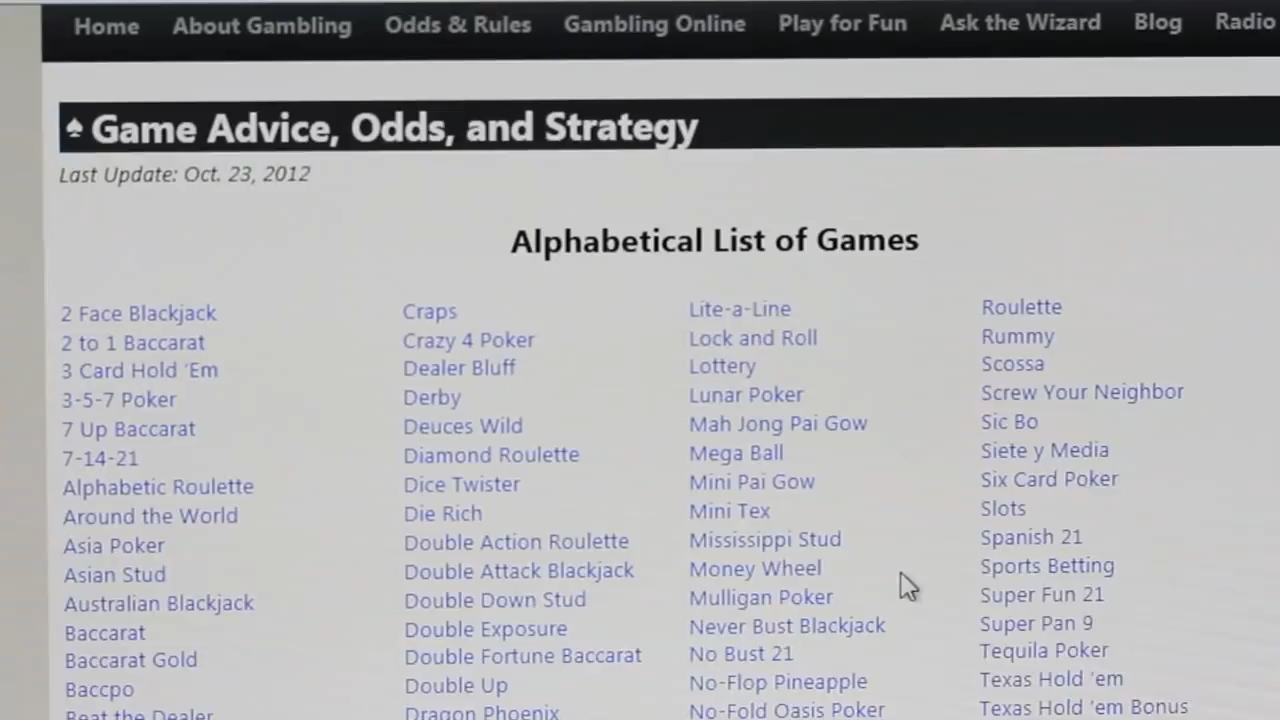 Home About Gambling Odds & Rules Gambling Online Play for Fun Ask the Wizard Blog Radio
♠ Game Advice, Odds, and Strategy
Last Update: Oct. 23, 2012
Alphabetical List of Games
2 Face Blackjack
2 to 1 Baccarat
3 Card Hold 'Em
3-5-7 Poker
7 Up Baccarat
7-14-21
Alphabetic Roulette
Around the World
Asia Poker
Asian Stud
Australian Blackjack
Baccarat
Baccarat Gold
Baccpo
Beat the Dealer
Craps
Crazy 4 Poker
Dealer Bluff
Derby
Deuces Wild
Diamond Roulette
Dice Twister
Die Rich
Double Action Roulette
Double Attack Blackjack
Double Down Stud
Double Exposure
Double Fortune Baccarat
Double Up
Dragon Phoenix
Lite-a-Line
Lock and Roll
Lottery
Lunar Poker
Mah Jong Pai Gow
Mega Ball
Mini Pai Gow
Mini Tex
Mississippi Stud
Money Wheel
Mulligan Poker
Never Bust Blackjack
No Bust 21
No-Flop Pineapple
No-Fold Oasis Poker
Roulette
Rummy
Scossa
Screw Your Neighbor
Sic Bo
Siete y Media
Six Card Poker
Slots
Spanish 21
Sports Betting
Super Fun 21
Super Pan 9
Tequila Poker
Texas Hold 'em
Texas Hold 'em Bonus